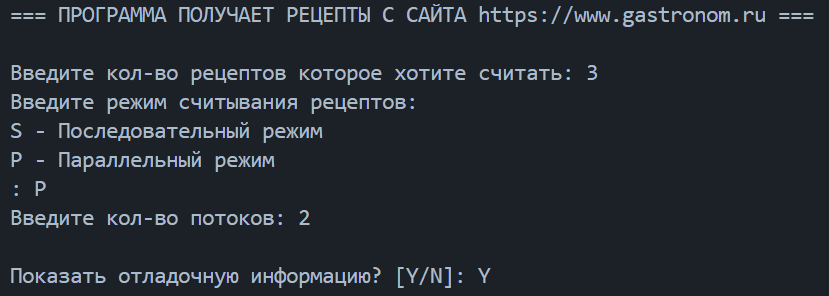 === ПРОГРАММА ПОЛУЧАЕТ РЕЦЕПТЫ С САЙТА https://www.gastronom.ru ===
Введите кол-во рецептов которое хотите считать: 3
Введите режим считывания рецептов:
S - Последовательный режим
P - Параллельный режим
: P
Введите кол-во потоков: 2
Показать отладочную информацию? [Y/N]: Y